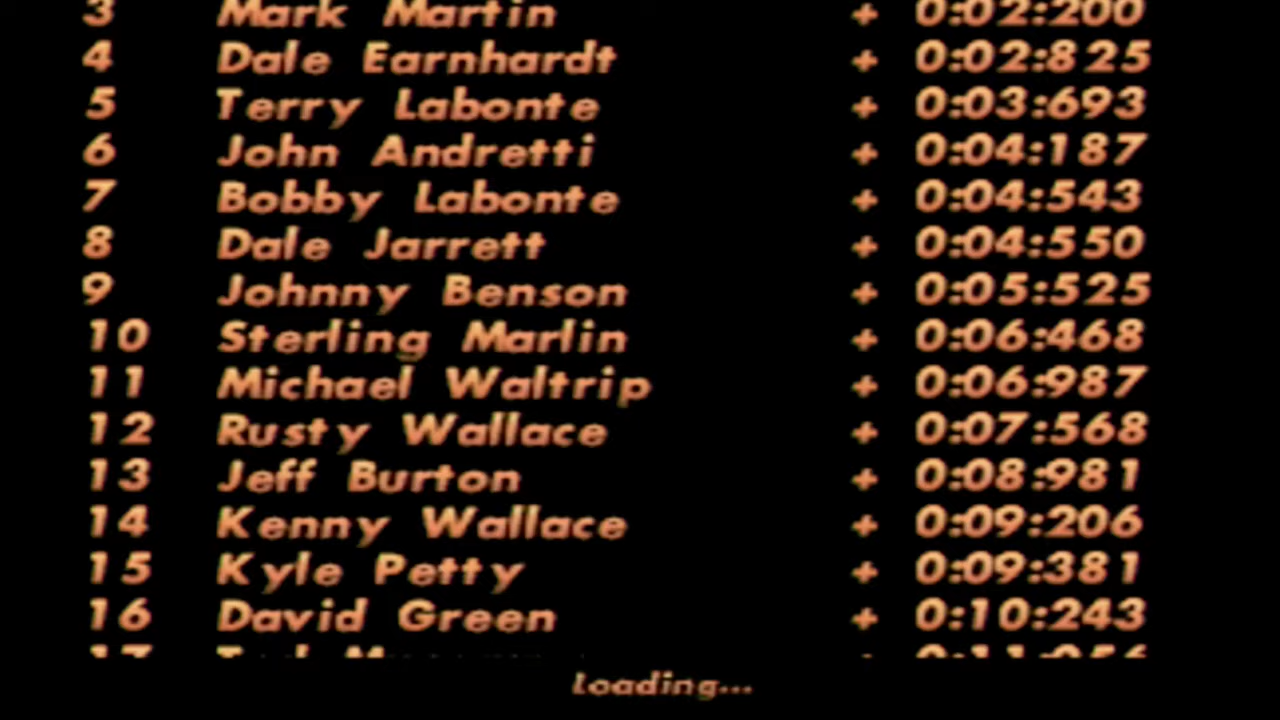 3 Mark Martin + 0:02:200
4 Dale Earnhardt + 0:02:825
5 Terry Labonte + 0:03:693
6 John Andretti + 0:04:187
7 Bobby Labonte + 0:04:543
8 Dale Jarrett + 0:04:550
9 Johnny Benson + 0:05:525
10 Sterling Marlin + 0:06:468
11 Michael Waltrip + 0:06:987
12 Rusty Wallace + 0:07:568
13 Jeff Burton + 0:08:981
14 Kenny Wallace + 0:09:206
15 Kyle Petty + 0:09:381
16 David Green + 0:10:243
17
Loading...